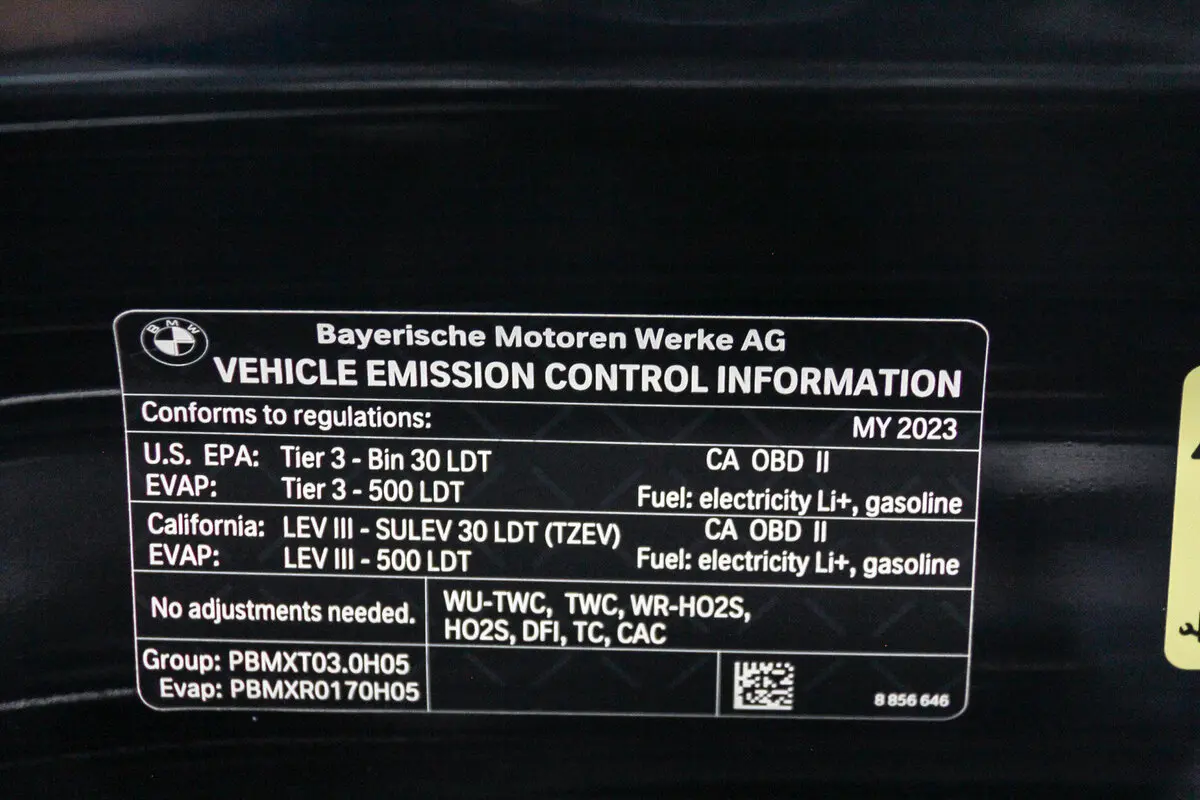 BMW
Bayerische Motoren Werke AG
VEHICLE EMISSION CONTROL INFORMATION
Conforms to regulations: MY 2023
U.S. EPA: Tier 3 - Bin 30 LDT CA OBD II
EVAP: Tier 3 - 500 LDT Fuel: electricity Li+, gasoline
California: LEV III - SULEV 30 LDT (TZEV) CA OBD II
EVAP: LEV III - 500 LDT Fuel: electricity Li+, gasoline
No adjustments needed.
WU-TWC, TWC, WR-HO2S,
HO2S, DFI, TC, CAC
Group: PBMXT03.0H05
Evap: PBMXR0170H05
8 856 646